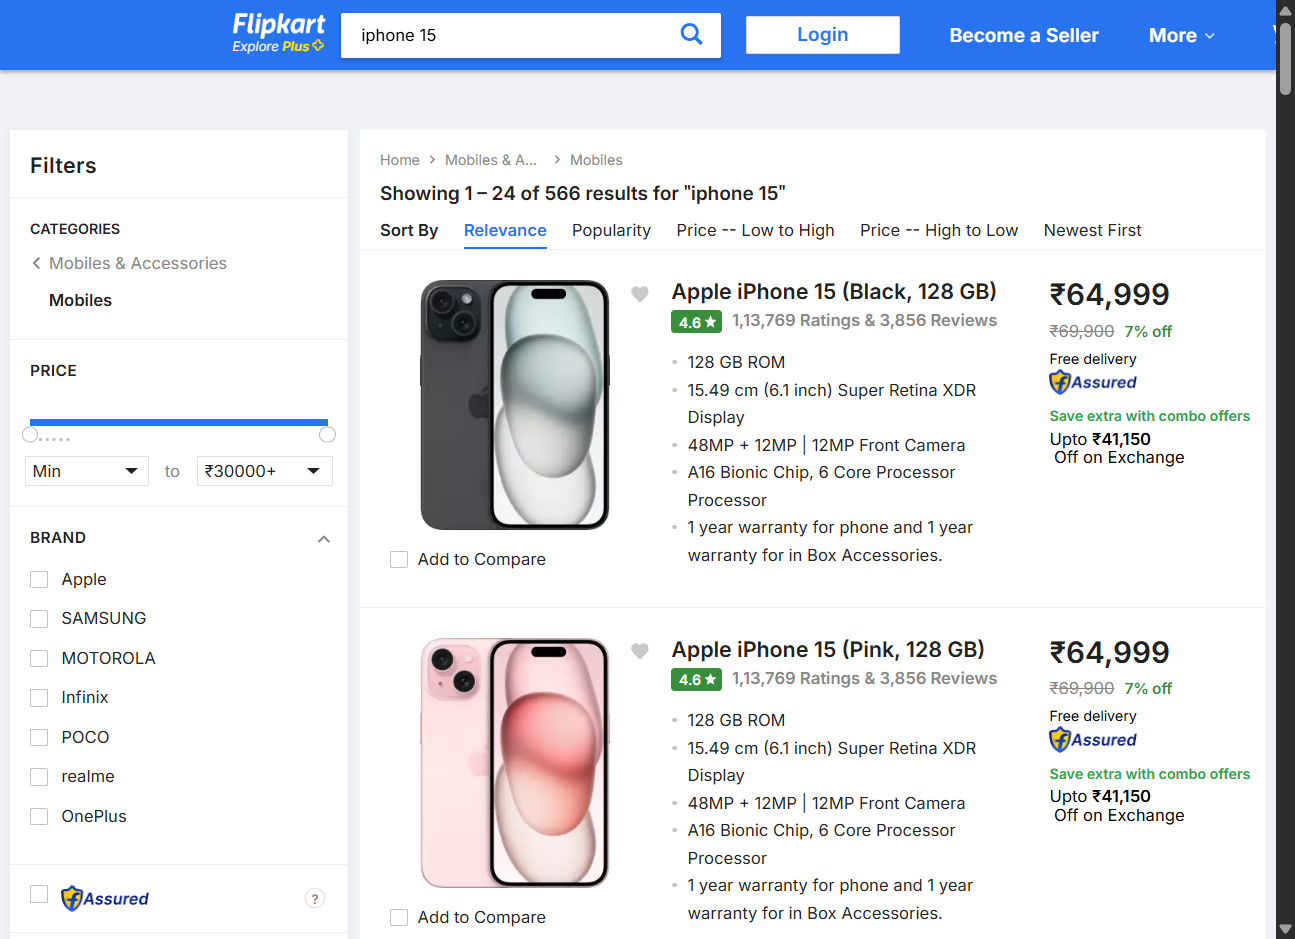 Flipkart
Explore Plus
iphone 15
Login
Become a Seller
More
Filters
CATEGORIES
Mobiles & Accessories
Mobiles
PRICE
Min
to
₹30000+
BRAND
Apple
SAMSUNG
MOTOROLA
Infinix
POCO
realme
OnePlus
Assured
?
Home
Mobiles & A...
Mobiles
Showing 1 – 24 of 566 results for "iphone 15"
Sort By
Relevance
Popularity
Price -- Low to High
Price -- High to Low
Newest First
Apple iPhone 15 (Black, 128 GB)
4.6★ 1,13,769 Ratings & 3,856 Reviews
128 GB ROM
15.49 cm (6.1 inch) Super Retina XDR
Display
48MP + 12MP | 12MP Front Camera
A16 Bionic Chip, 6 Core Processor
Processor
1 year warranty for phone and 1 year
warranty for in Box Accessories.
Add to Compare
₹64,999
₹69,900 7% off
Free delivery
Assured
Save extra with combo offers
Upto ₹41,150
Off on Exchange
Apple iPhone 15 (Pink, 128 GB)
4.6★ 1,13,769 Ratings & 3,856 Reviews
128 GB ROM
15.49 cm (6.1 inch) Super Retina XDR
Display
48MP + 12MP | 12MP Front Camera
A16 Bionic Chip, 6 Core Processor
Processor
1 year warranty for phone and 1 year
warranty for in Box Accessories.
Add to Compare
₹64,999
₹69,900 7% off
Free delivery
Assured
Save extra with combo offers
Upto ₹41,150
Off on Exchange